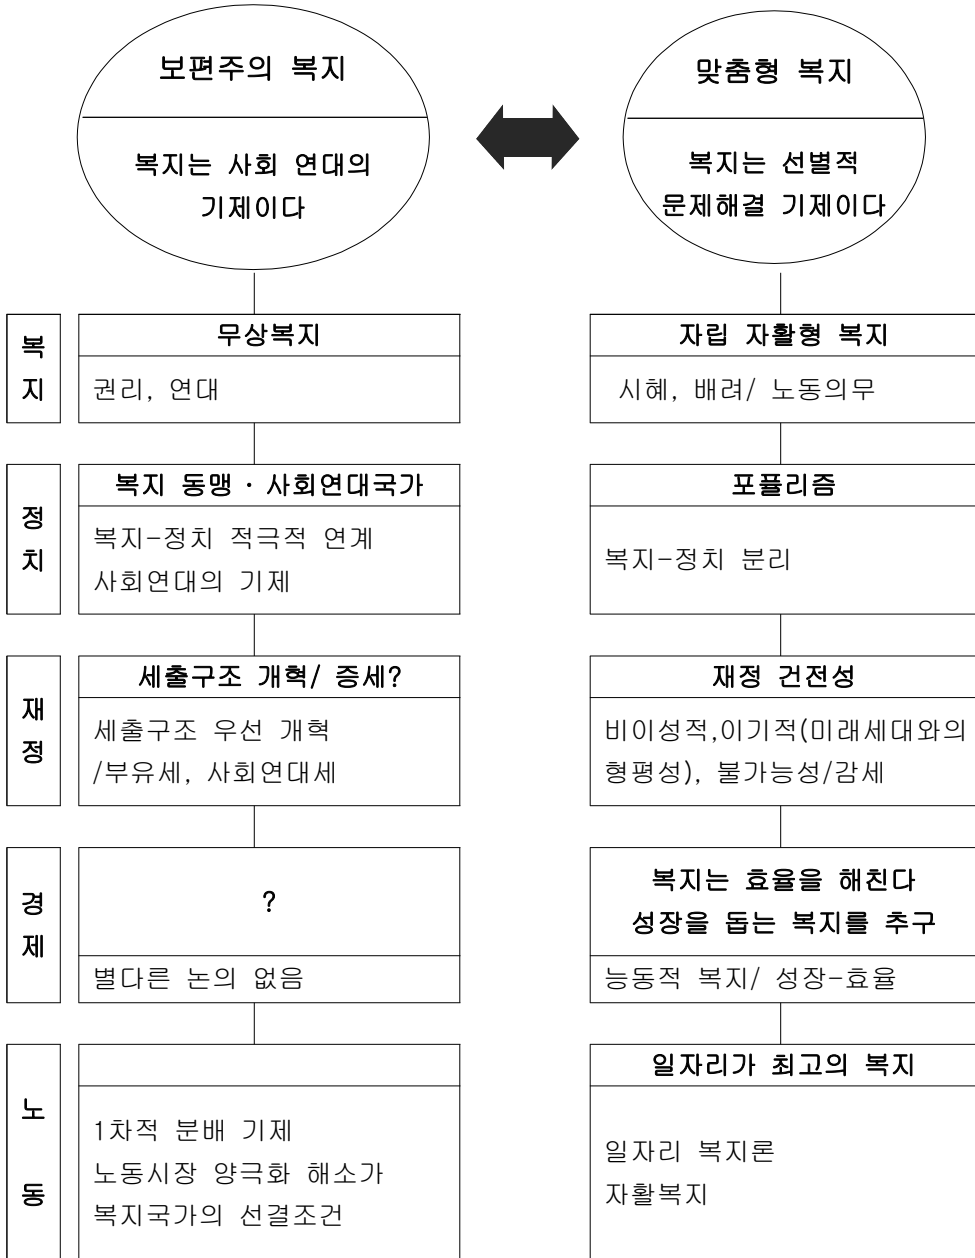 보편주의 복지
복지는 사회 연대의
기제이다
맞춤형 복지
복지는 선별적
문제해결 기제이다
복
지
무상복지
권리, 연대
자립 자활형 복지
시혜, 배려/ 노동의무
정
치
복지 동맹 · 사회연대국가
복지-정치 적극적 연계
사회연대의 기제
포퓰리즘
복지-정치 분리
재
정
세출구조 개혁/ 증세?
세출구조 우선 개혁
/부유세, 사회연대세
재정 건전성
비이성적,이기적(미래세대와의
형평성), 불가능성/감세
경
제
?
별다른 논의 없음
복지는 효율을 해친다
성장을 돕는 복지를 추구
능동적 복지/ 성장-효율
노
동
1차적 분배 기제
노동시장 양극화 해소가
복지국가의 선결조건
일자리가 최고의 복지
일자리 복지론
자활복지